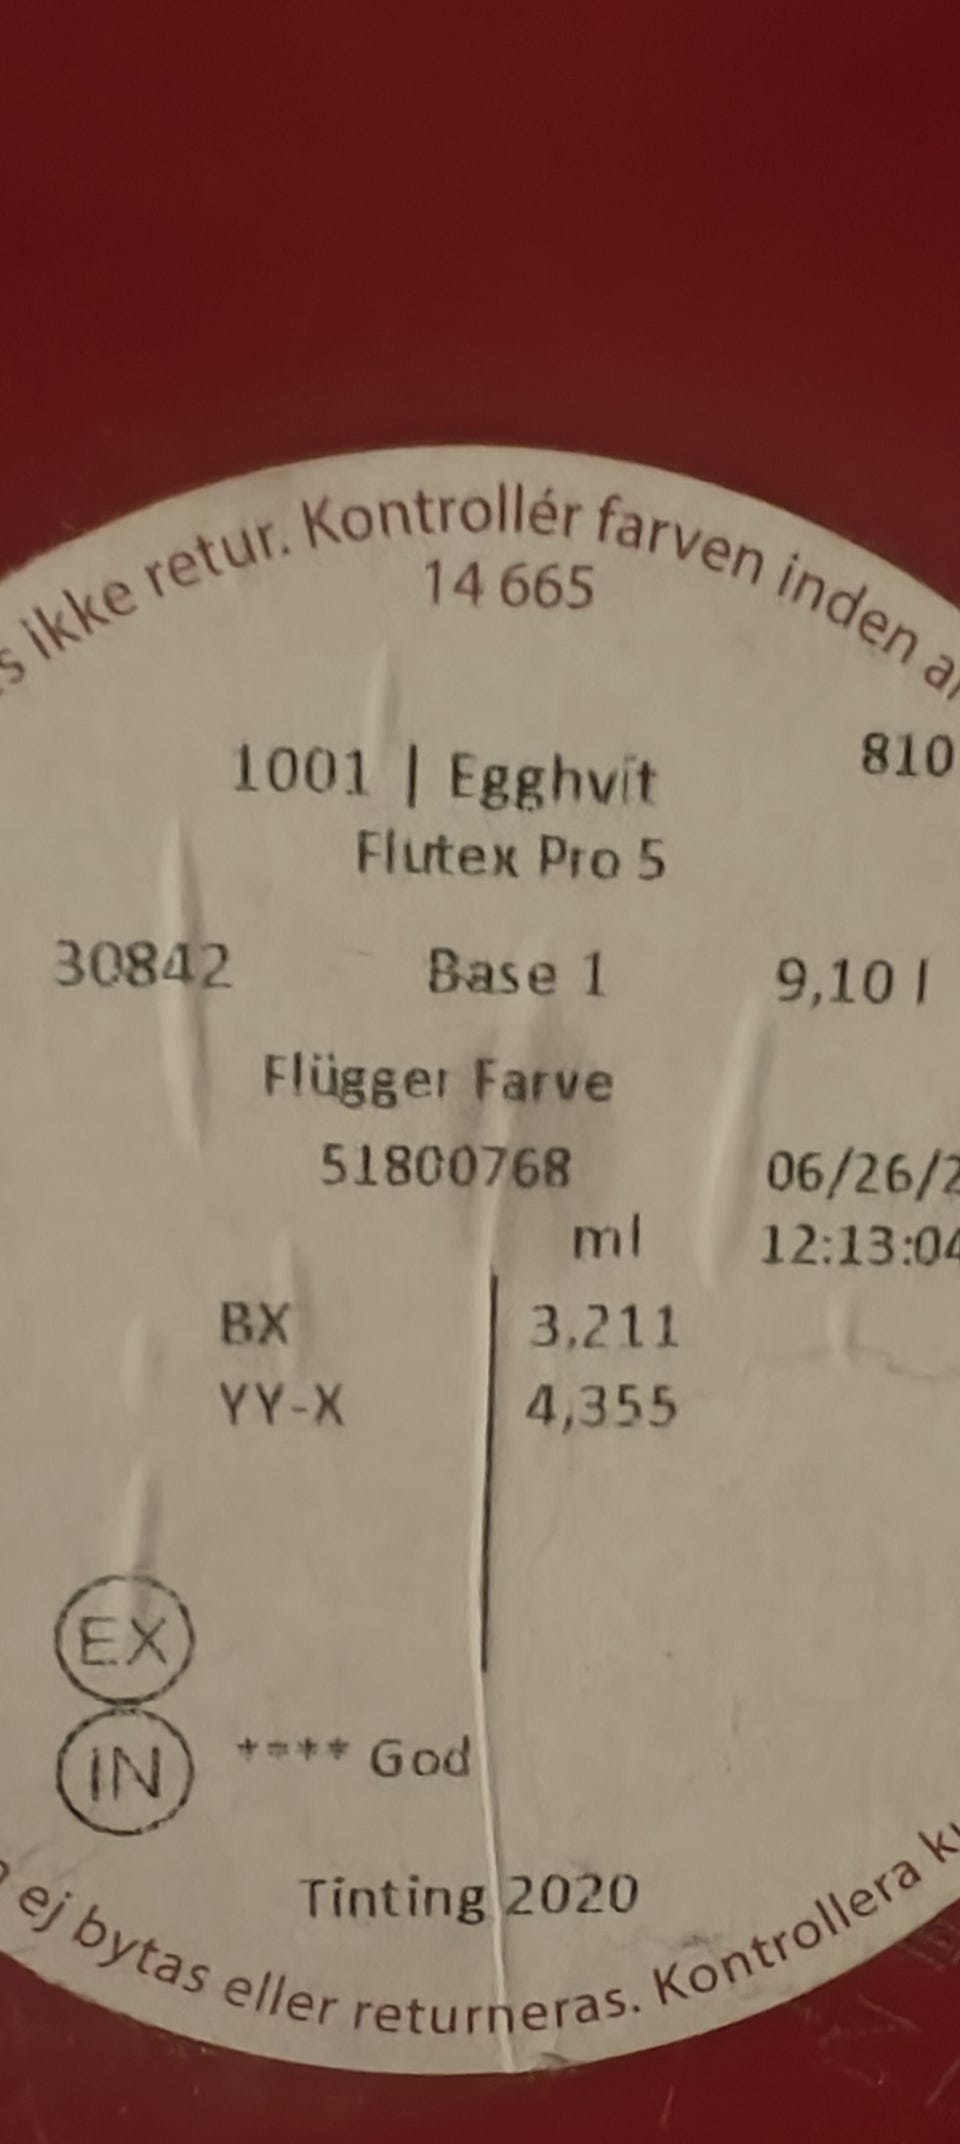 ikke retur. Kontrollér farven inden
14 665
810
1001 | Egghvit
Flutex Pro 5
30842 Base 1 9,10 l
Flügger Farve
51800768 06/26/2
ml 12:13:04
BX 3,211
YY-X 4,355
EX
IN **** God
Tinting 2020
ej bytas eller returneras. Kontrollera